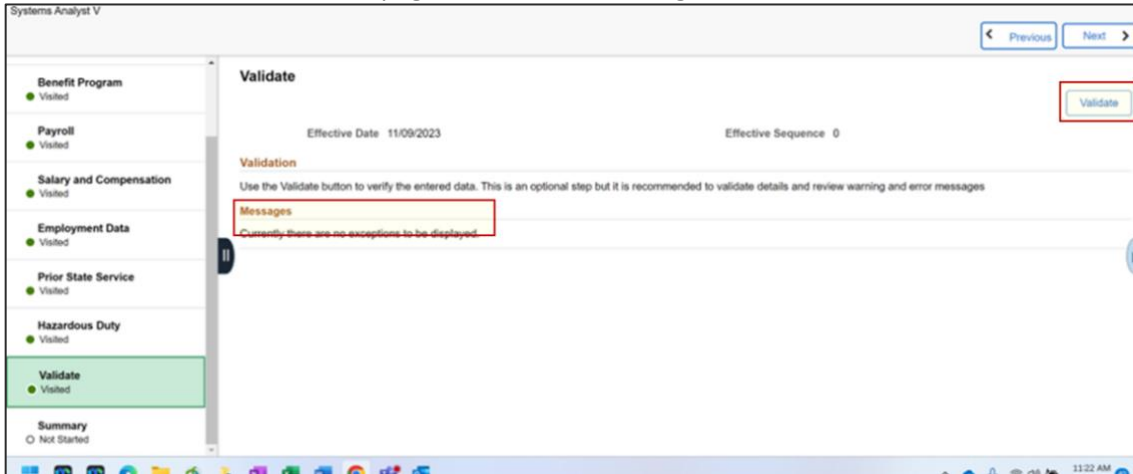 Systems Analyst V
Previous
Next
Benefit Program
Visited
Payroll
Visited
Salary and Compensation
Visited
Employment Data
Visited
Prior State Service
Visited
Hazardous Duty
Visited
Validate
Visited
Summary
Not Started
Validate
Validate
Effective Date 11/09/2023
Effective Sequence 0
Validation
Use the Validate button to verify the entered data. This is an optional step but it is recommended to validate details and review warning and error messages
Messages
Currently there are no exceptions to be displayed.
11:22 AM